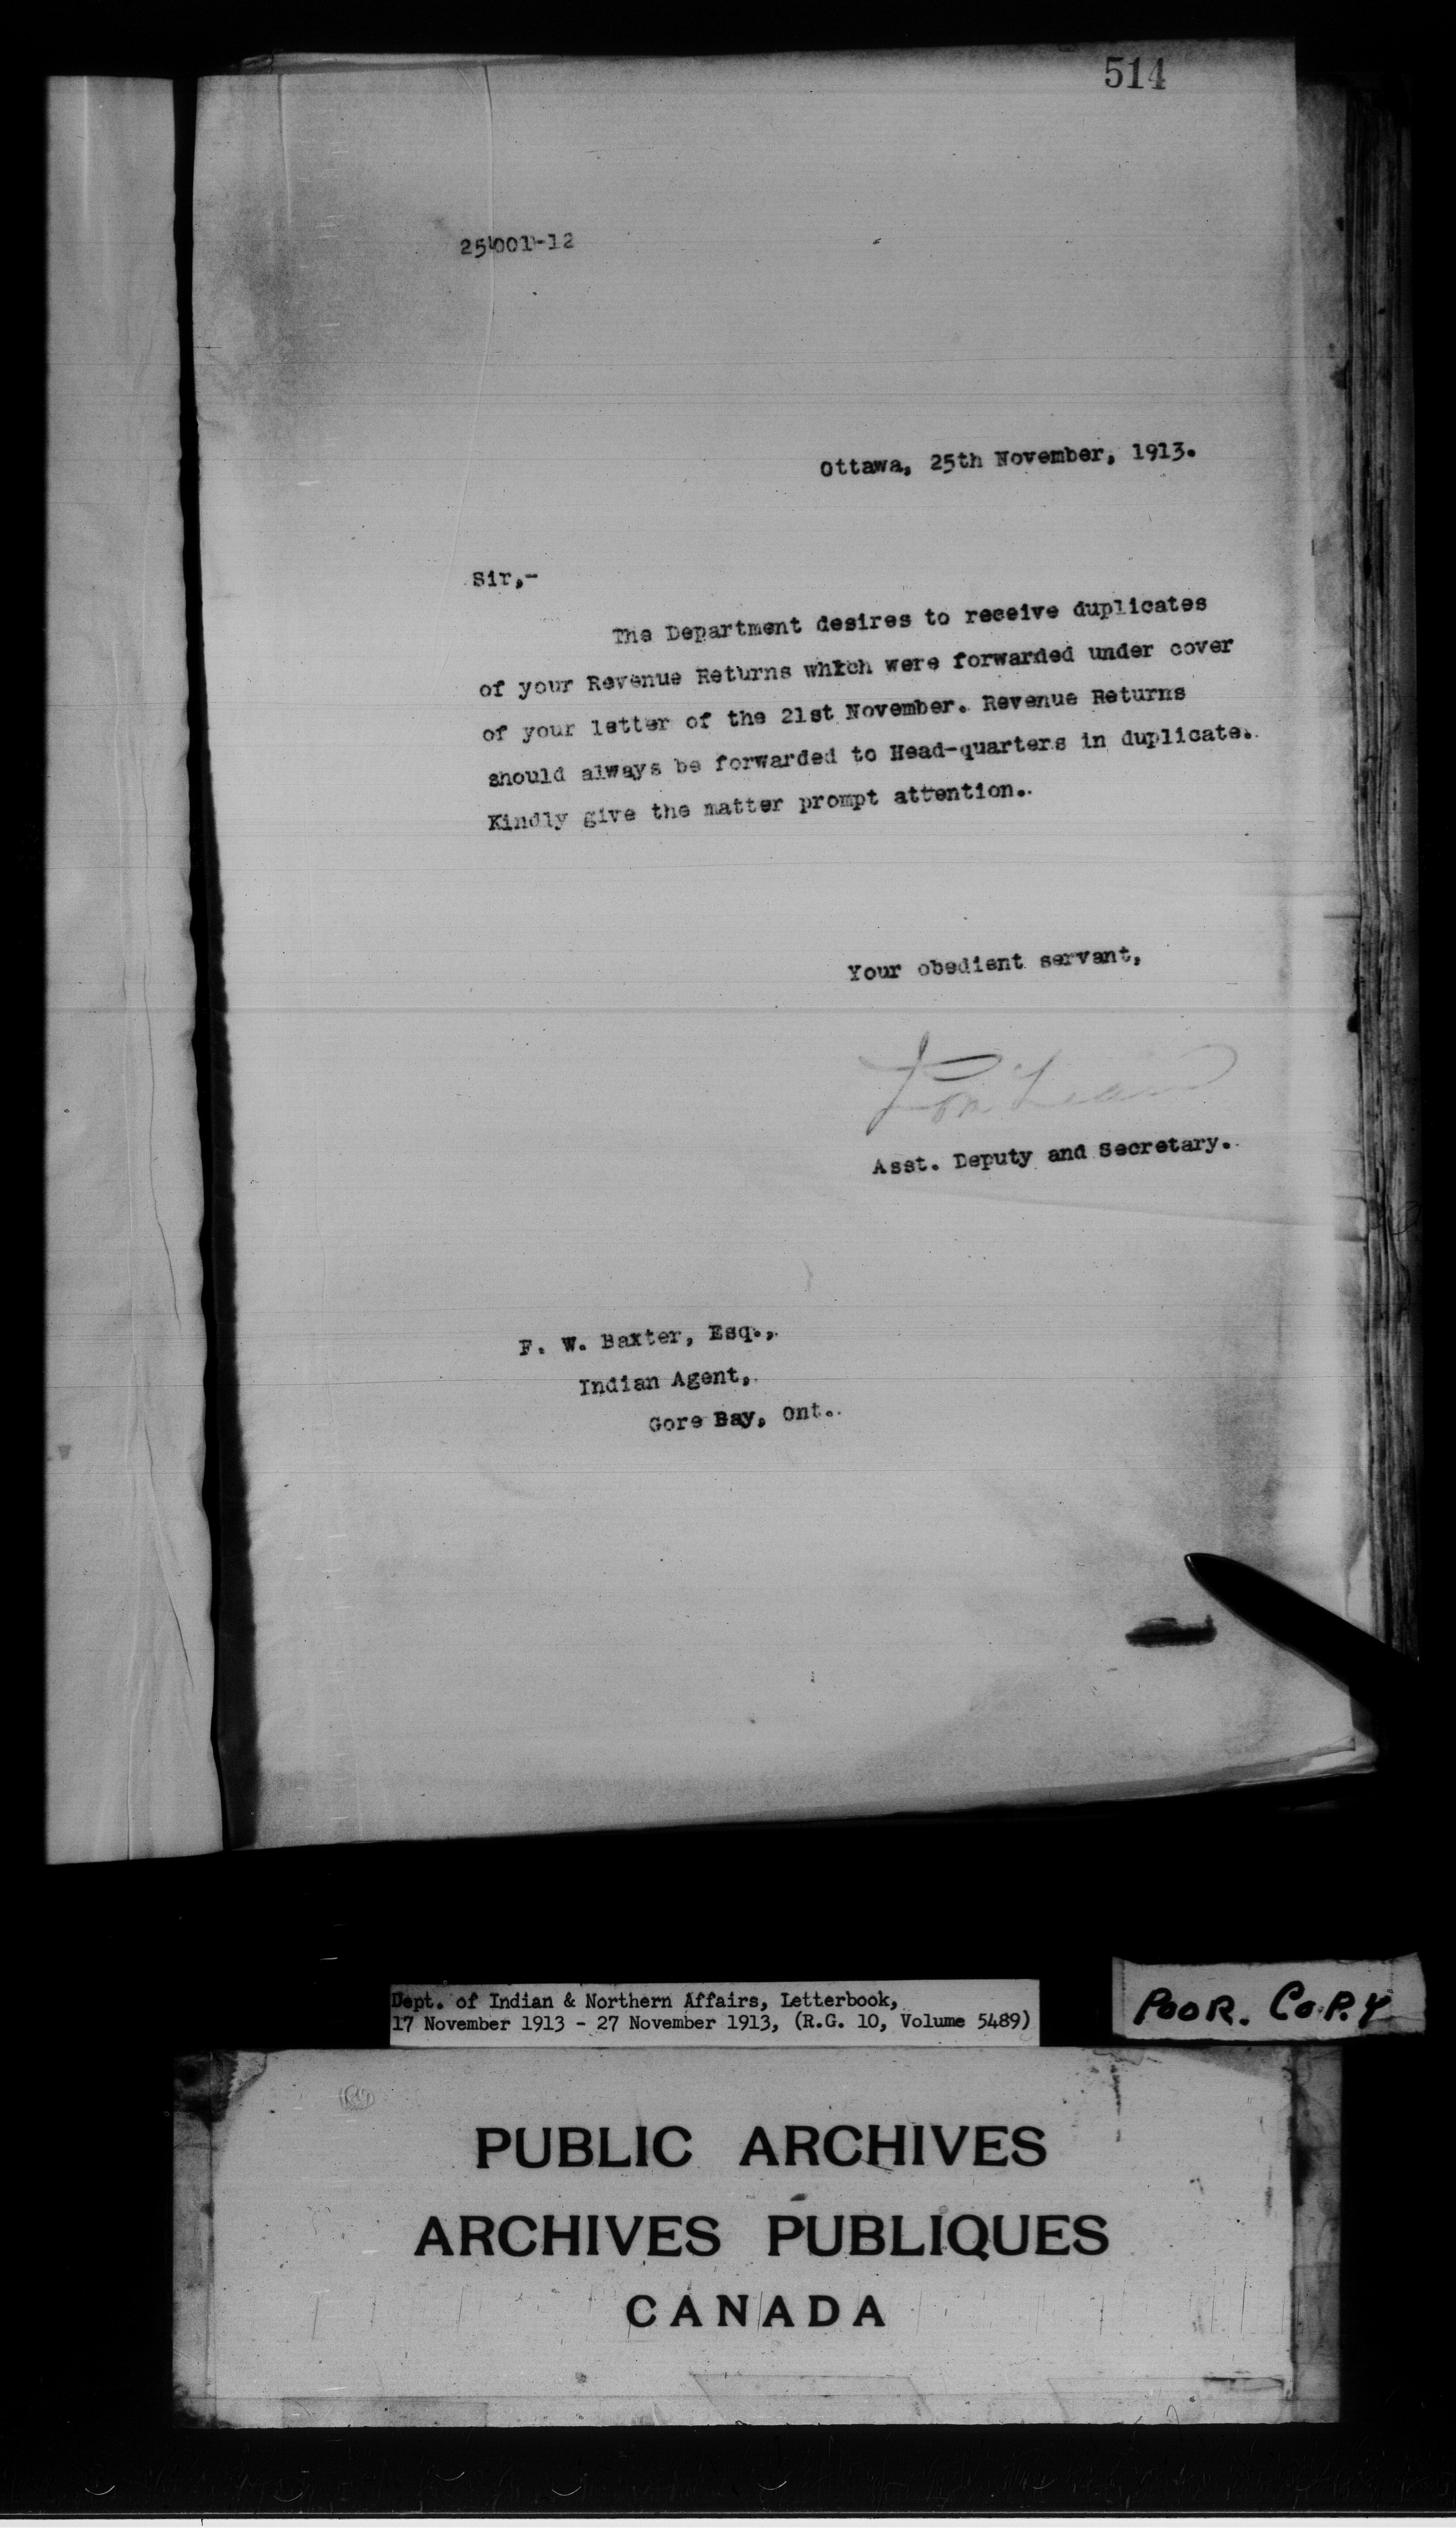 514
25001-12
Ottawa, 25th November, 1913.
Sir,-
The Department desires to receive duplicates
of your Revenue Returns which were forwarded under cover
of your letter of the 21st November. Revenue Returns
should always be forwarded to Head-quarters in duplicate.
Kindly give the matter prompt attention.
Your obedient servant,
Asst. Deputy and Secretary.
F. W. Baxter, Esq.,
Indian Agent,
Gore Bay, Ont.
Dept. of Indian & Northern Affairs, Letterbook,
17 November 1913 - 27 November 1913, (R.G. 10, Volume 5489)
POOR. COPY
PUBLIC ARCHIVES
ARCHIVES PUBLIQUES
CANADA